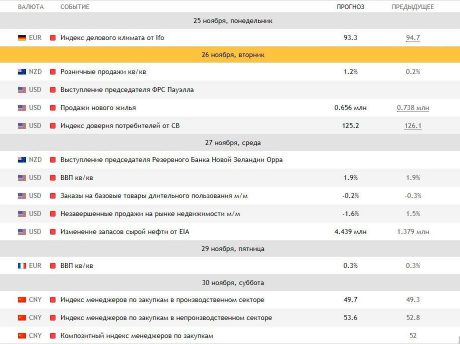 ВАЛЮТА СОБЫТИЕ ПРОГНОЗ ПРЕДЫДУЩЕЕ
25 ноября, понедельник
EUR Индекс делового климата от Ifo 93.3 94.7
26 ноября, вторник
NZD Розничные продажи кв/кв 1.2% 0.2%
USD Выступление председателя ФРС Пауэлла
USD Продажи нового жилья 0.656 млн 0.738 млн
USD Индекс доверия потребителей от CB 125.2 126.1
27 ноября, среда
NZD Выступление председателя Резервного Банка Новой Зеландии Орра
USD ВВП кв/кв 1.9% 1.9%
USD Заказы на базовые товары длительного пользования м/м -0.2% -0.3%
USD Незавершенные продажи на рынке недвижимости м/м -1.6% 1.5%
USD Изменение запасов сырой нефти от EIA 4.439 млн 1.379 млн
29 ноября, пятница
EUR ВВП кв/кв 0.3% 0.3%
30 ноября, суббота
CNY Индекс менеджеров по закупкам в производственном секторе 49.7 49.3
CNY Индекс менеджеров по закупкам в непроизводственном секторе 53.6 52.8
CNY Композитный индекс менеджеров по закупкам 52